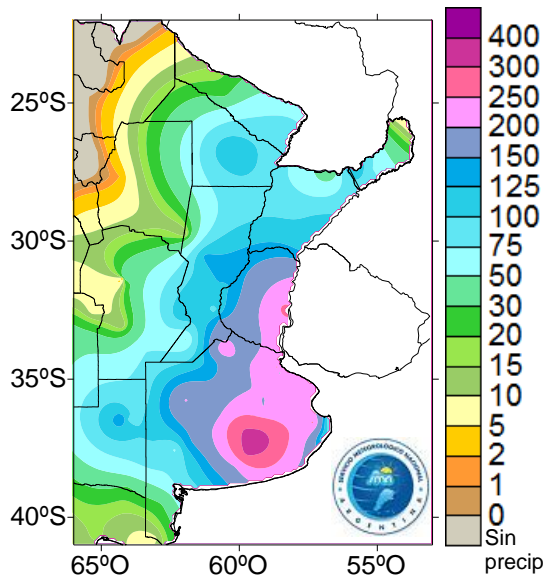 25ºS
30ºS
35ºS
40ºS
65ºO
60ºO
55ºO
400
300
250
200
150
125
100
75
50
30
20
15
10
5
2
1
0
Sin
precip
SERVICIO METEOROLÓGICO NACIONAL
smn
ARGENTINA